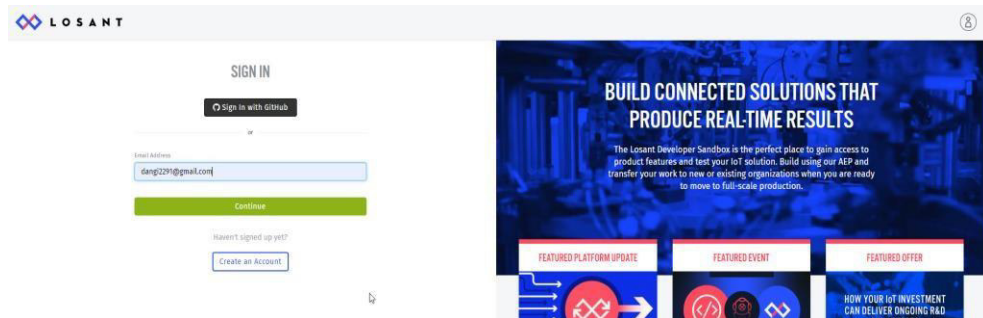 LOSANT
SIGN IN
Sign In with GitHub
or
Email Address
dangi2291@gmail.com
Continue
Haven't signed up yet?
Create an Account
BUILD CONNECTED SOLUTIONS THAT
PRODUCE REAL-TIME RESULTS
The Losant Developer Sandbox is the perfect place to gain access to
product features and test your IoT solution. Build using our AEP and
transfer your work to new or existing organizations when you are ready
to move to full-scale production.
FEATURED PLATFORM UPDATE
FEATURED EVENT
FEATURED OFFER
HOW YOUR IoT INVESTMENT
CAN DELIVER ONGOING R&D